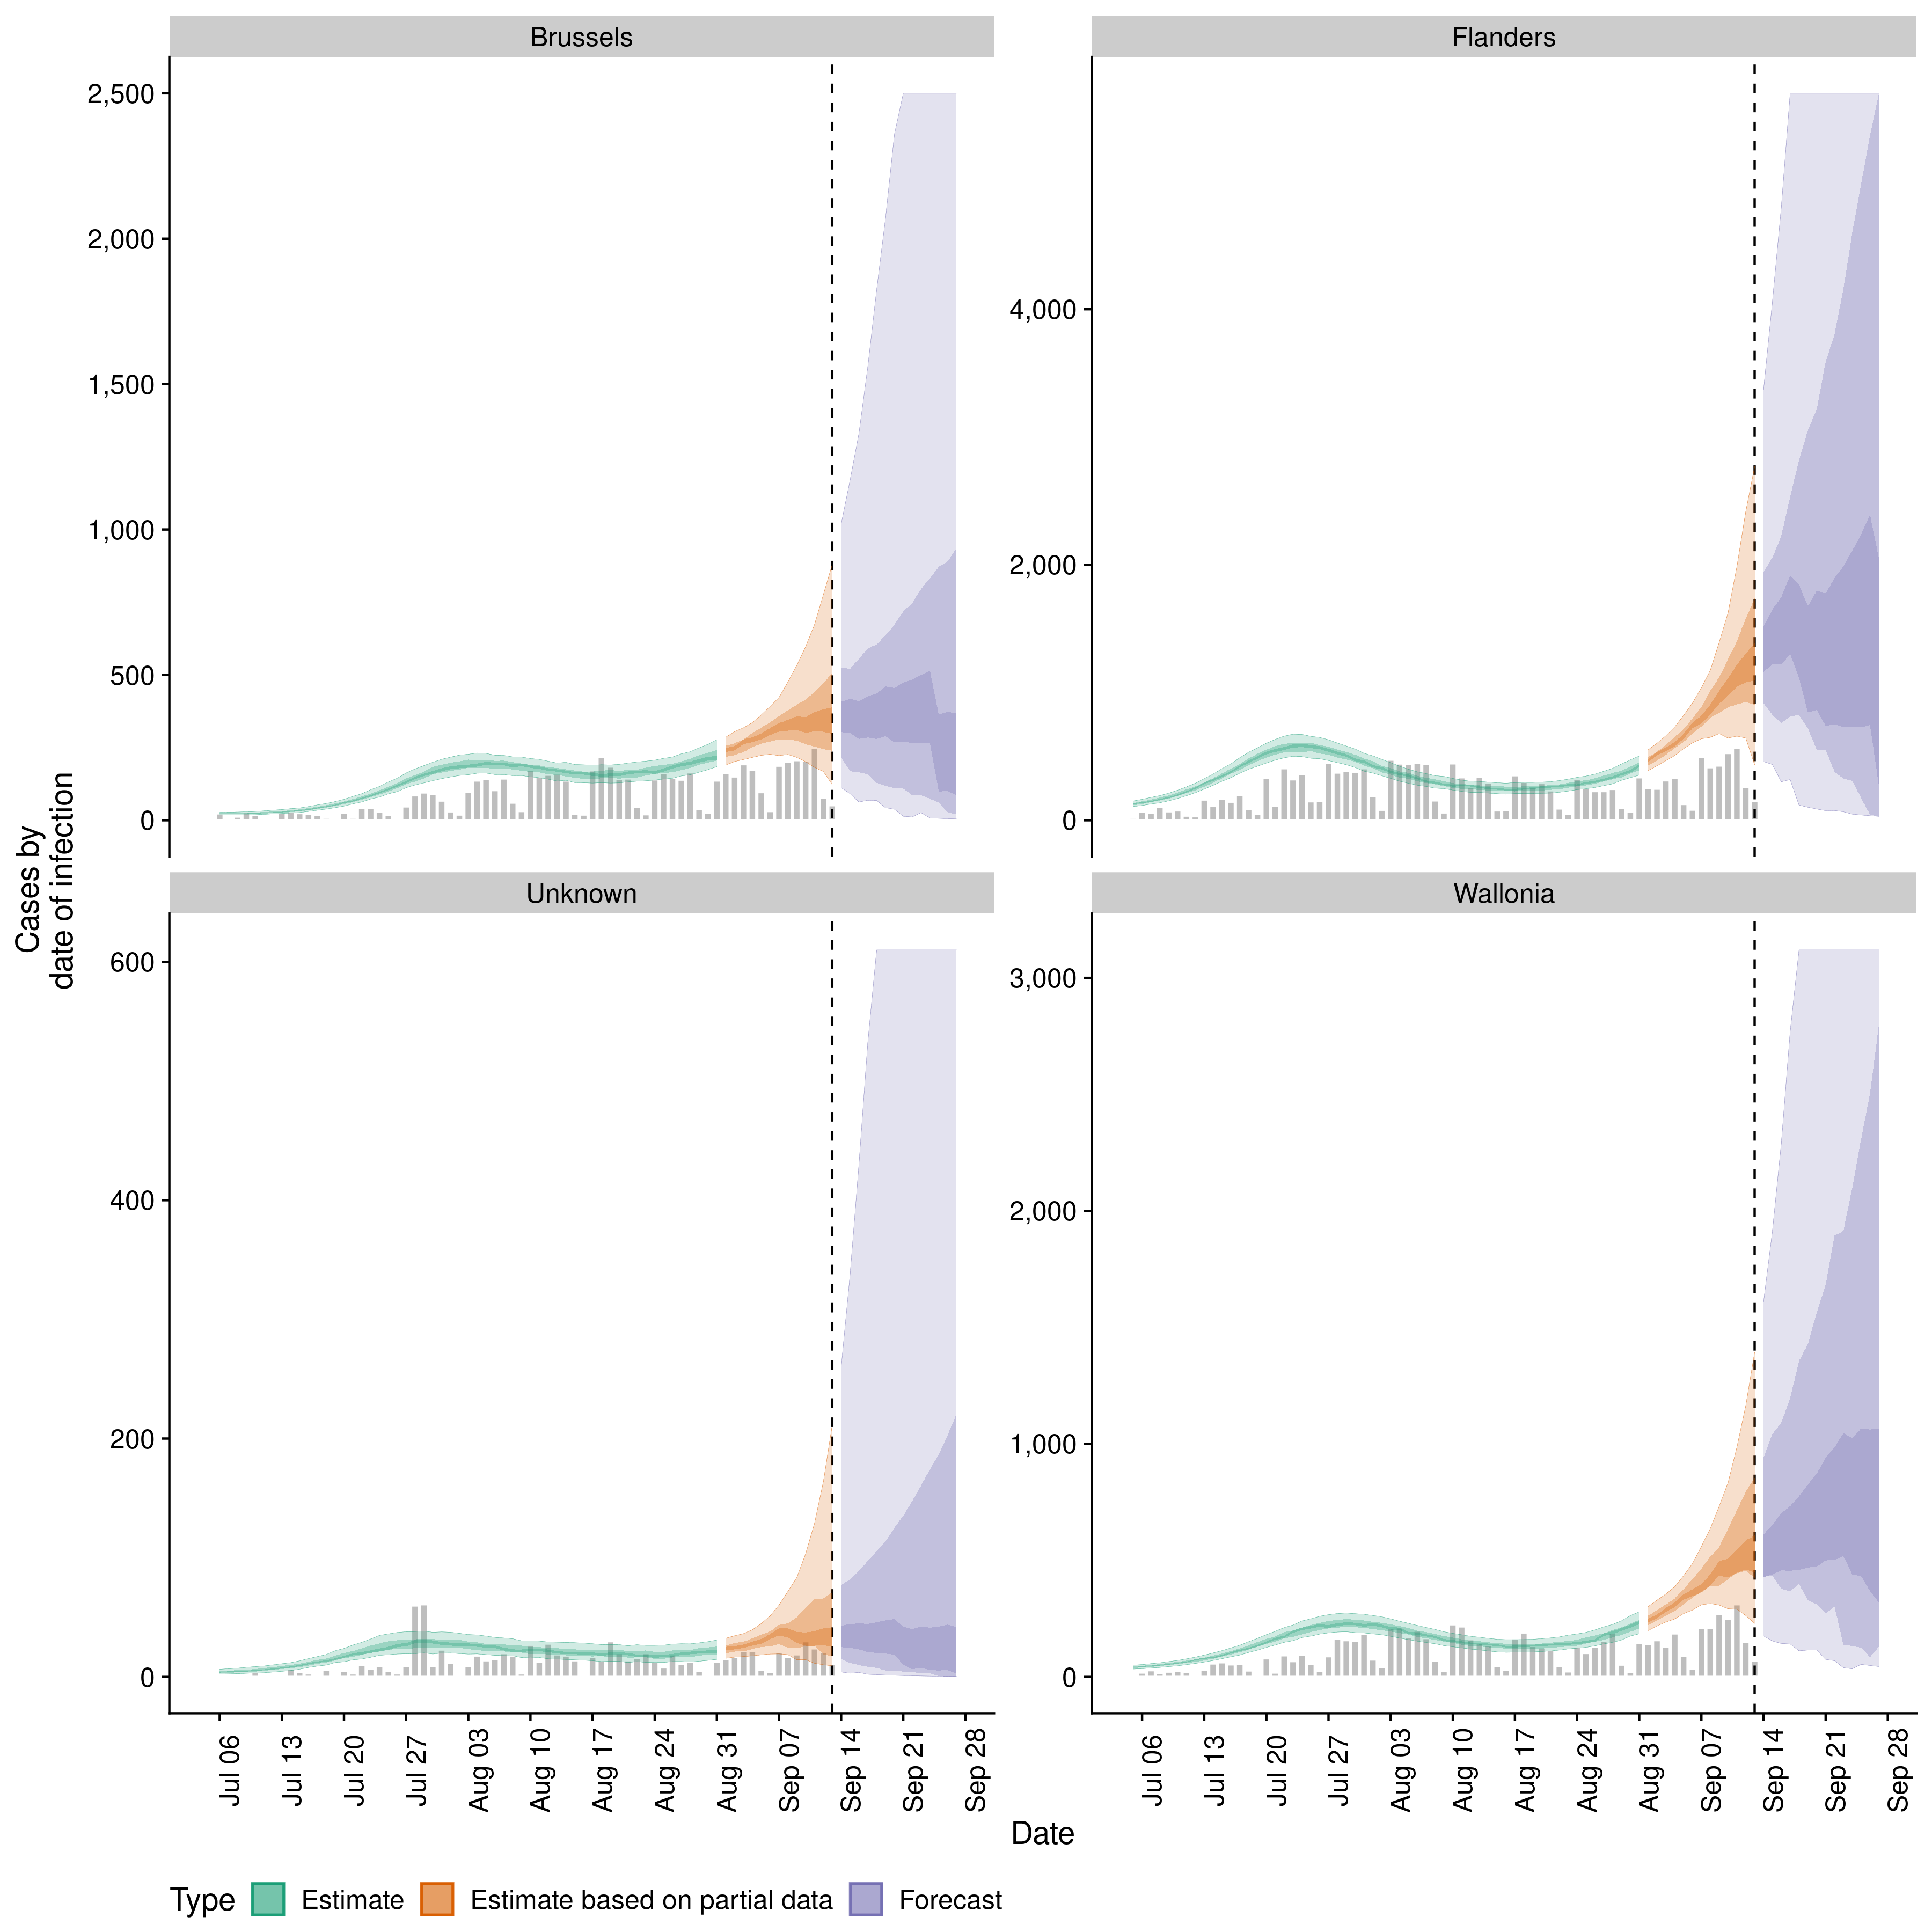 Brussels
Flanders
2,500
2,000
1,500
1,000
500
0
4,000
2,000
0
Cases by
date of infection
Unknown
Wallonia
600
400
200
0
3,000
2,000
1,000
0
Jul 06
Jul 13
Jul 20
Jul 27
Aug 03
Aug 10
Aug 17
Aug 24
Aug 31
Sep 07
Sep 14
Sep 21
Sep 28
Jul 06
Jul 13
Jul 20
Jul 27
Aug 03
Aug 10
Aug 17
Aug 24
Aug 31
Sep 07
Sep 14
Sep 21
Sep 28
Date
Type Estimate Estimate based on partial data Forecast